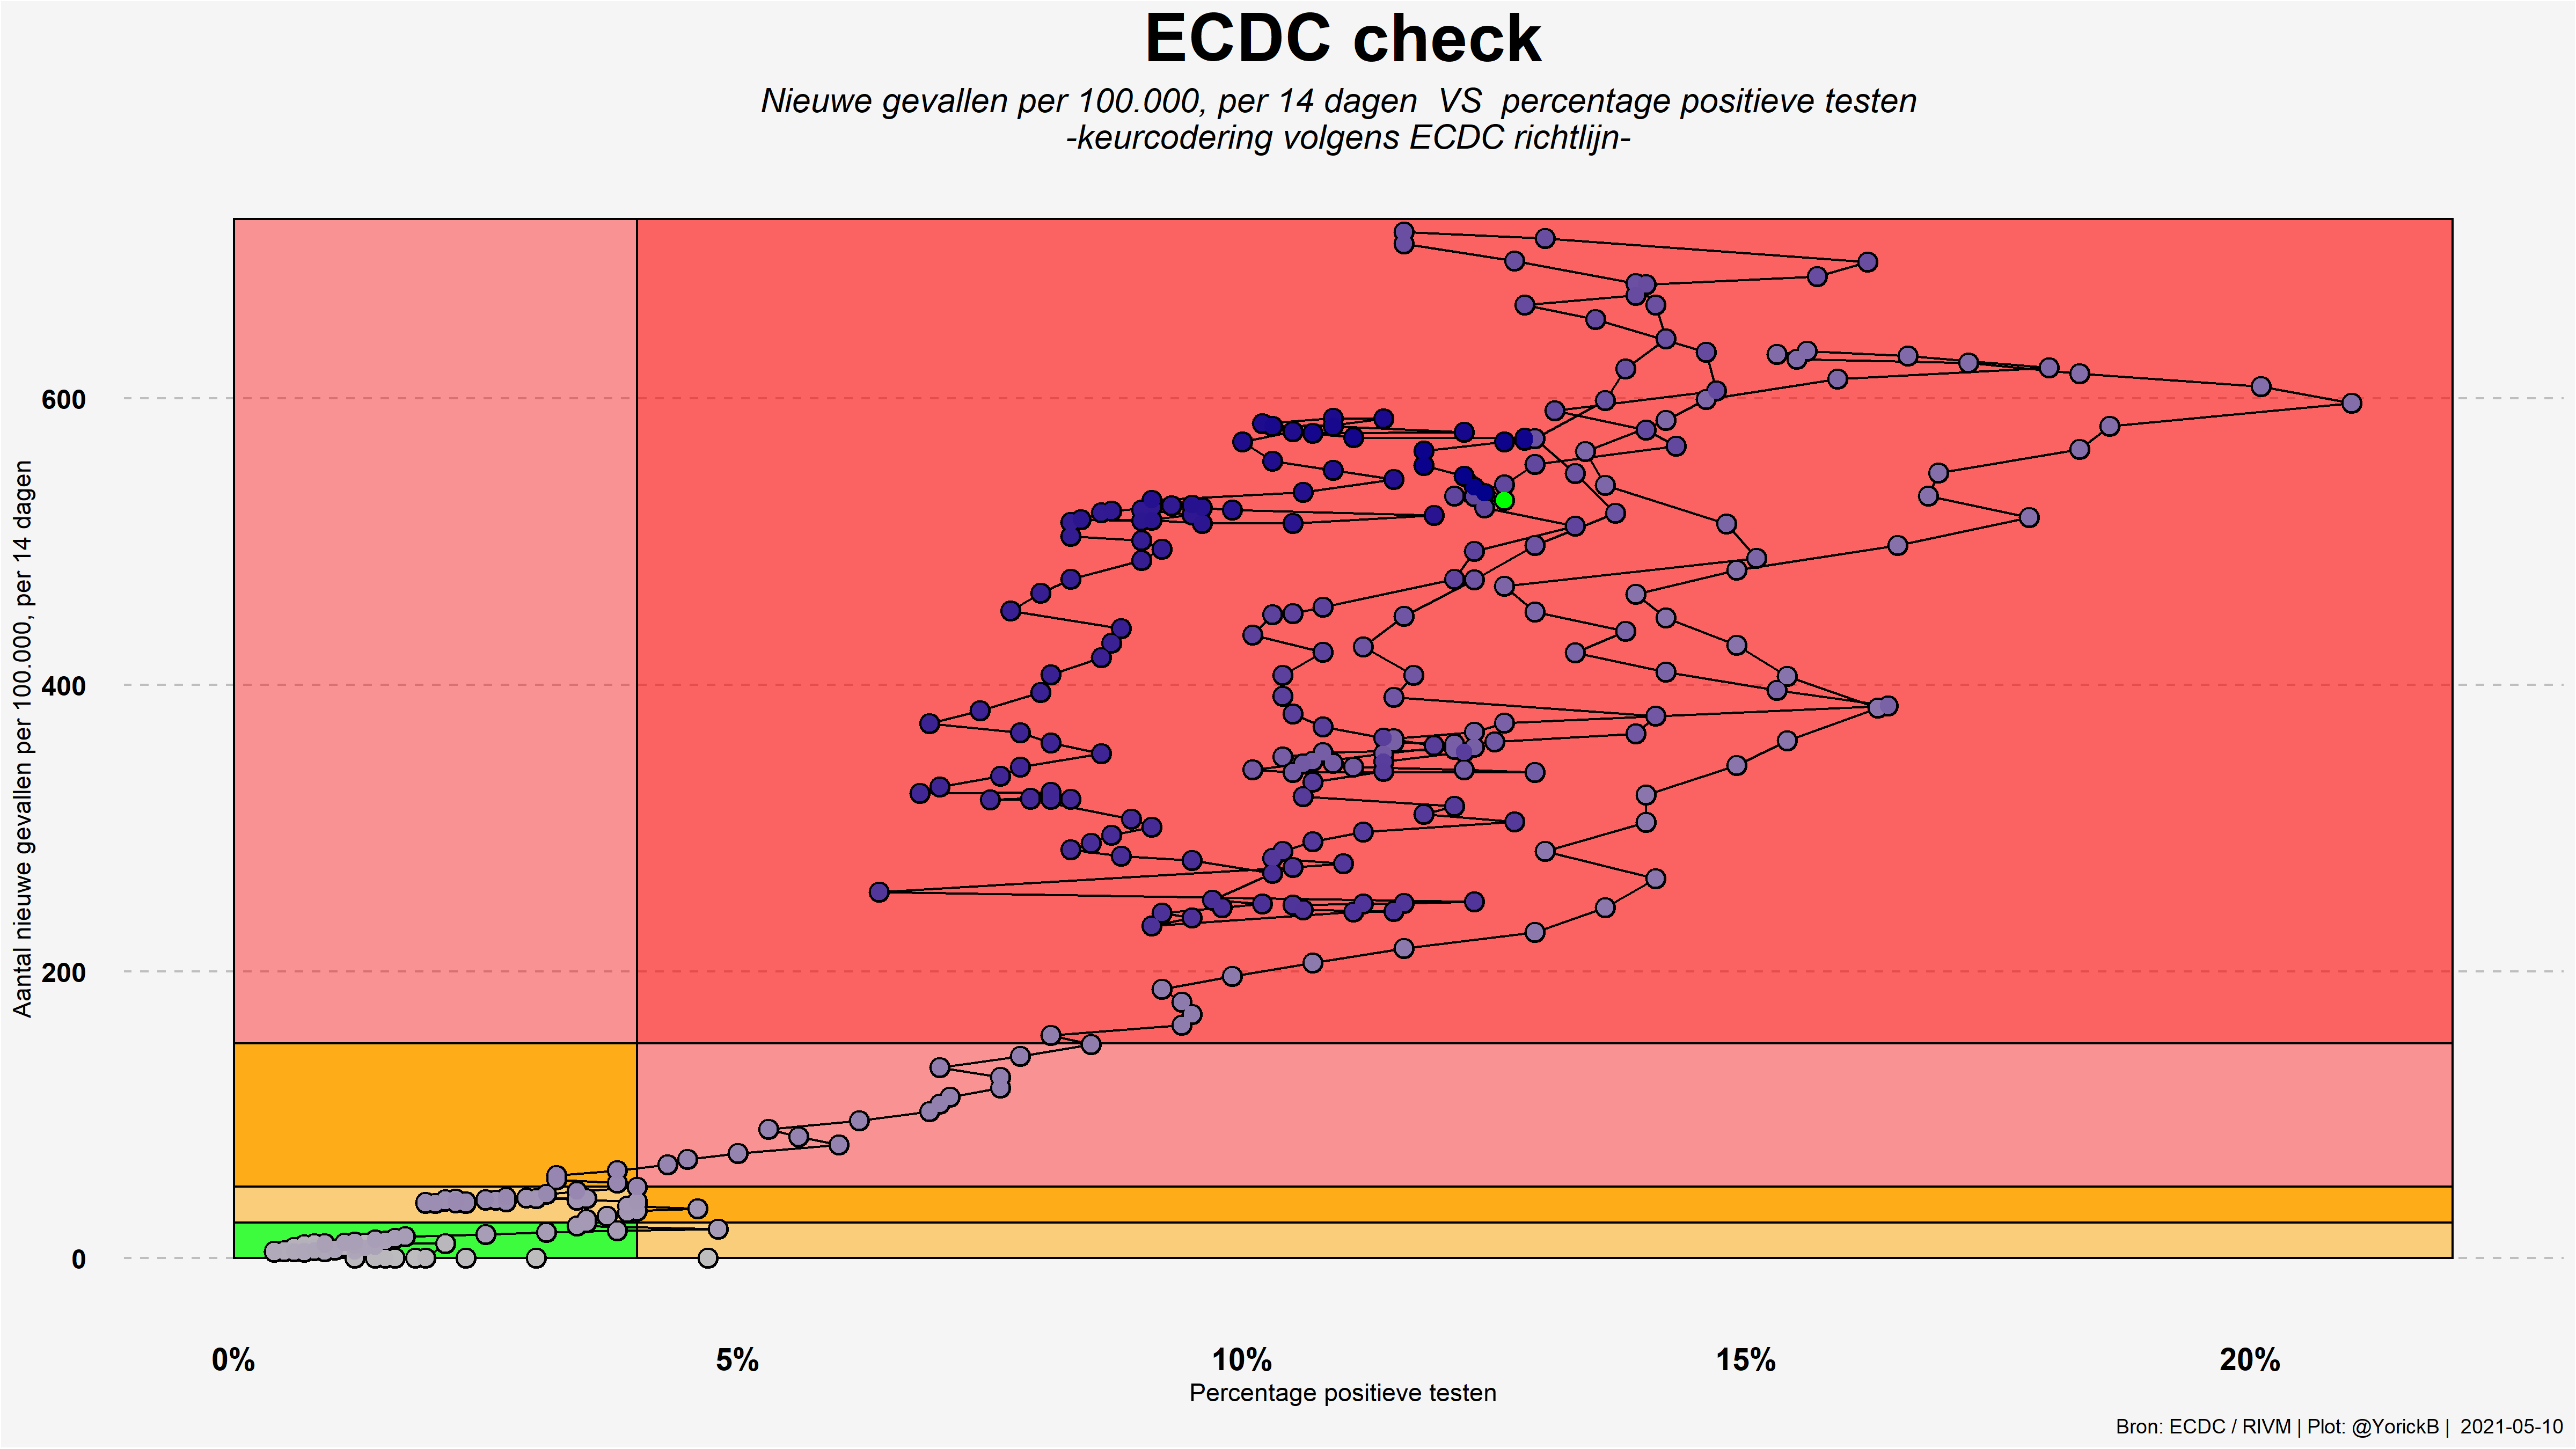 ECDC check
Nieuwe gevallen per 100.000, per 14 dagen  VS  percentage positieve testen
-keurcodering volgens ECDC richtlijn-
Aantal nieuwe gevallen per 100.000, per 14 dagen
600
400
200
0
0%
5%
10%
15%
20%
Percentage positieve testen
Bron: ECDC / RIVM | Plot: @YorickB |  2021-05-10